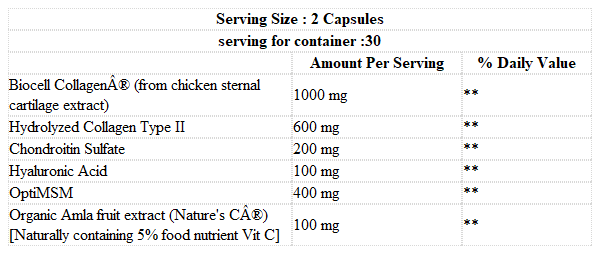 Serving Size : 2 Capsules
serving for container :30
Amount Per Serving % Daily Value
Biocell CollagenÂ® (from chicken sternal
cartilage extract) 1000 mg **
Hydrolyzed Collagen Type II 600 mg **
Chondroitin Sulfate 200 mg **
Hyaluronic Acid 100 mg **
OptiMSM 400 mg **
Organic Amla fruit extract (Nature's CÂ®)
[Naturally containing 5% food nutrient Vit C] 100 mg **